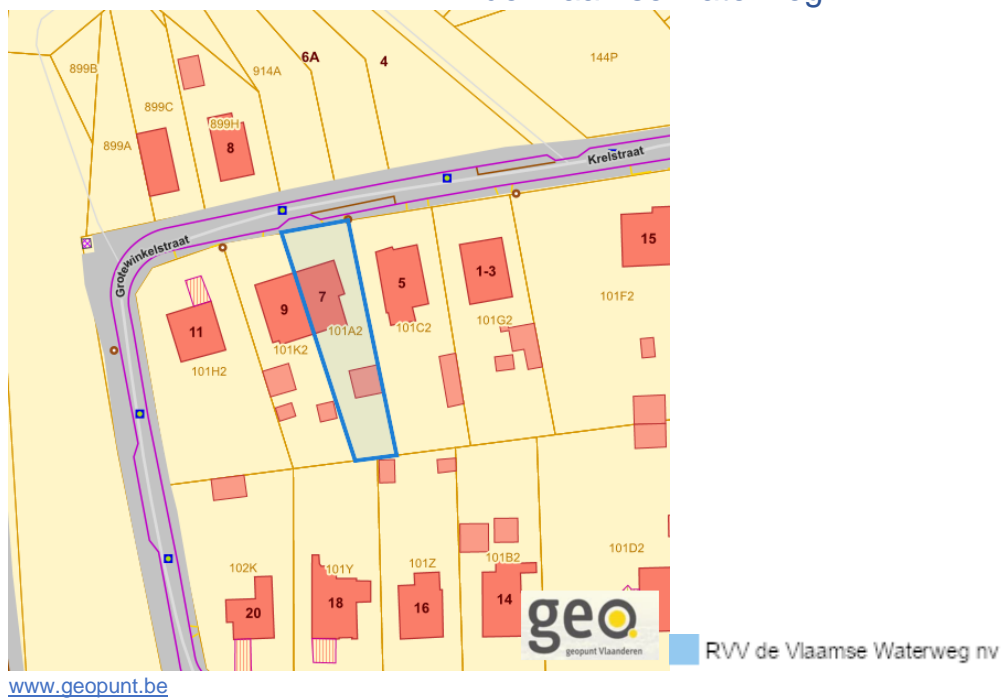 6A
4
144P
899B
914A
899C
899H
899A
8
Krelstraat
Grotewinkelstraat
15
1-3
5
7
9
11
101F2
101G2
101C2
101A2
101K2
101H2
101D2
101B2
101Z
101Y
102K
14
16
18
20
geo.
geopunt Vlaanderen
RVV de Vlaamse Waterweg nv
www.geopunt.be